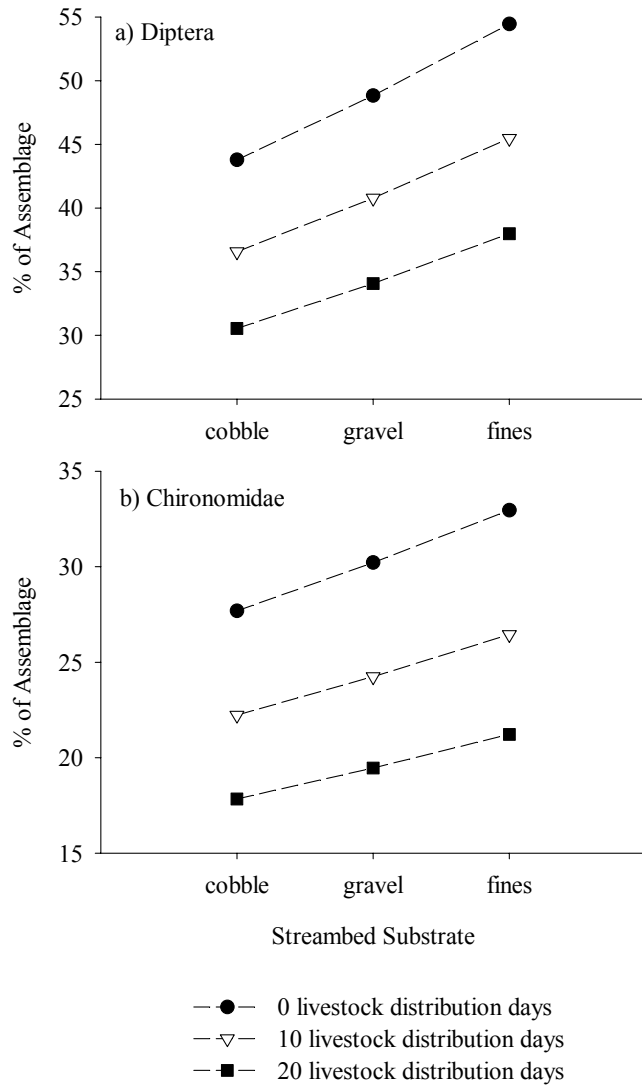 a) Diptera
% of Assemblage
55
50
45
40
35
30
25
cobble gravel fines
b) Chironomidae
% of Assemblage
35
30
25
20
15
cobble gravel fines
Streambed Substrate
0 livestock distribution days
10 livestock distribution days
20 livestock distribution days